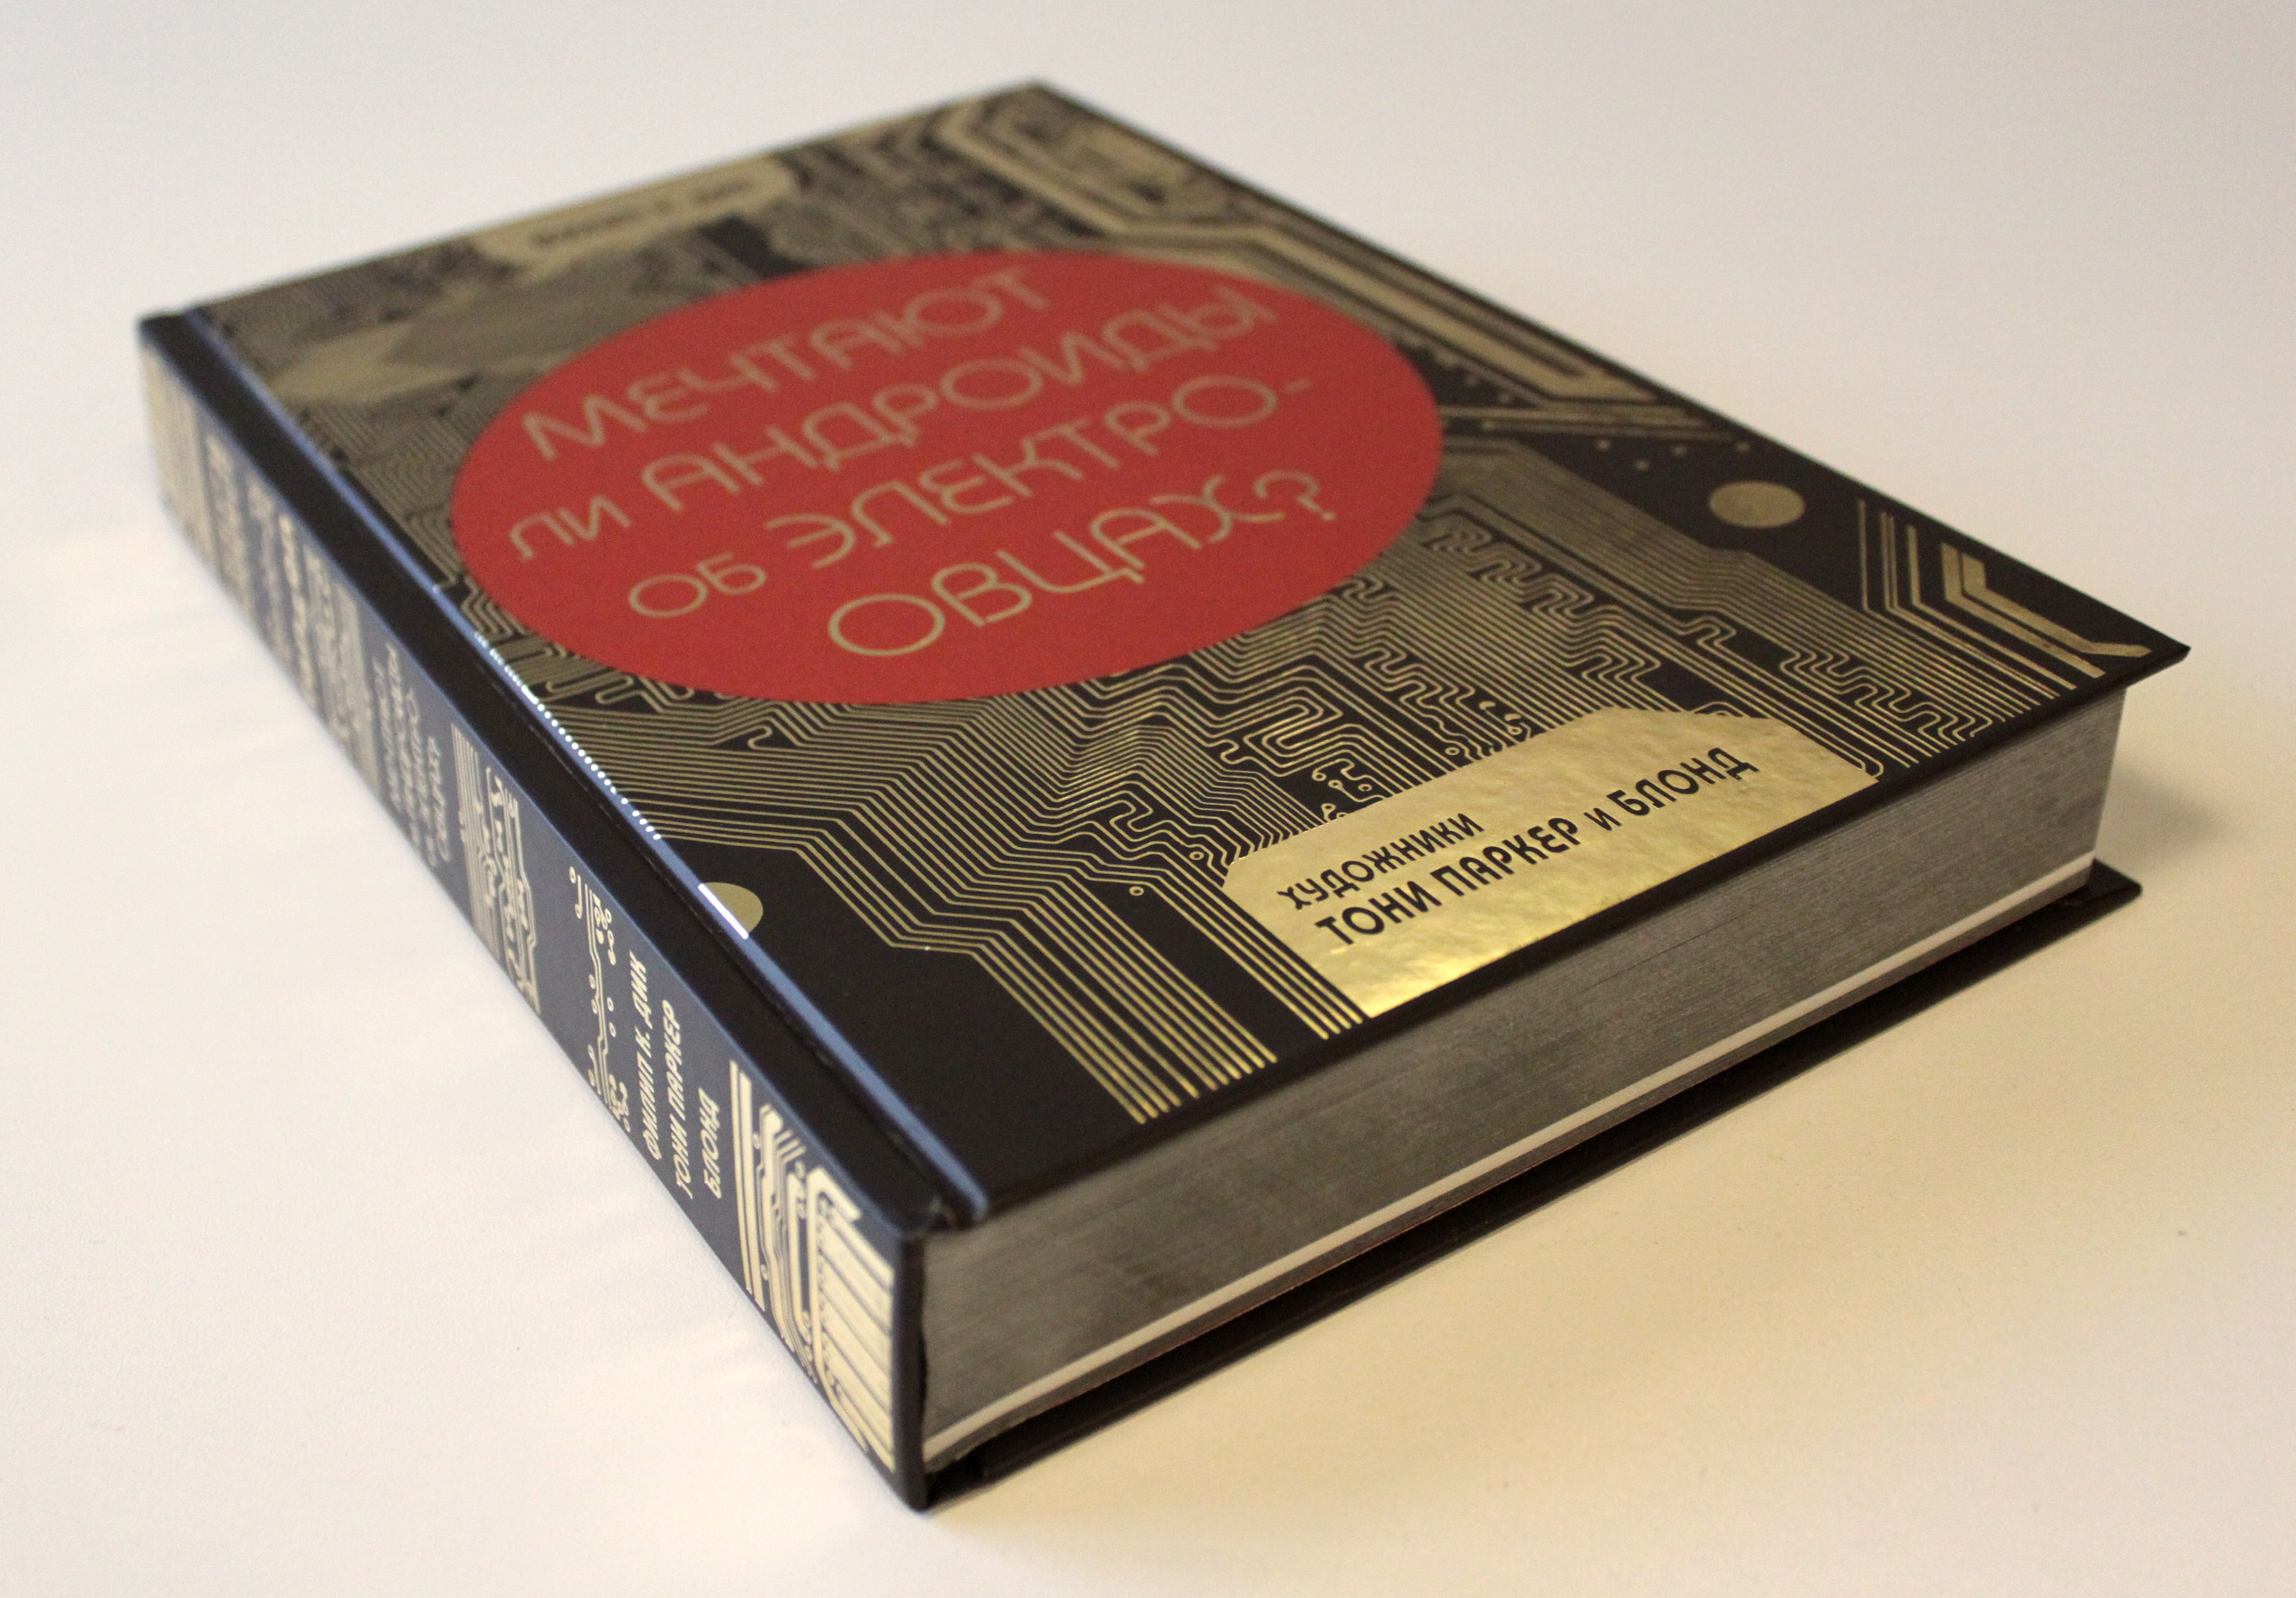 МЕЧТАЮТ
ЛИ АНДРОИДЫ
ОБ ЭЛЕКТРО-
ОВЦАХ?
ХУДОЖНИКИ
ТОНИ ПАРКЕР И БЛОНД
ФИЛИП К. ДИК
ТОНИ ПАРКЕР
БЛОНД